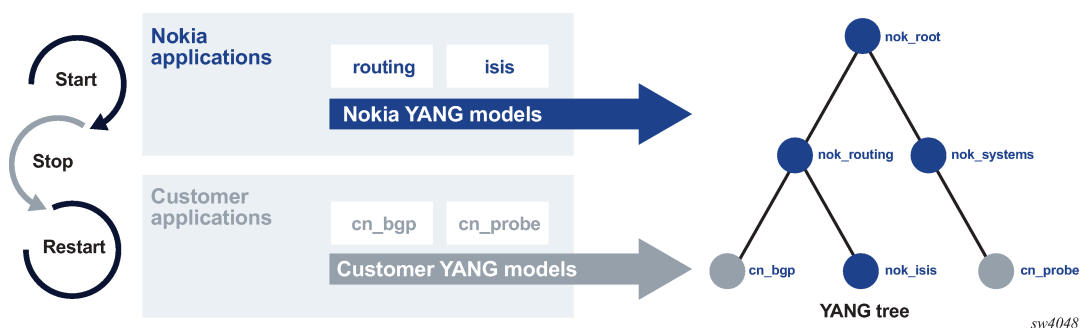 Start
Stop
Restart
Nokia
applications
routing
isis
Nokia YANG models
Customer
applications
cn_bgp
cn_probe
Customer YANG models
nok_root
nok_routing
nok_systems
cn_bgp
nok_isis
cn_probe
YANG tree
sw4048